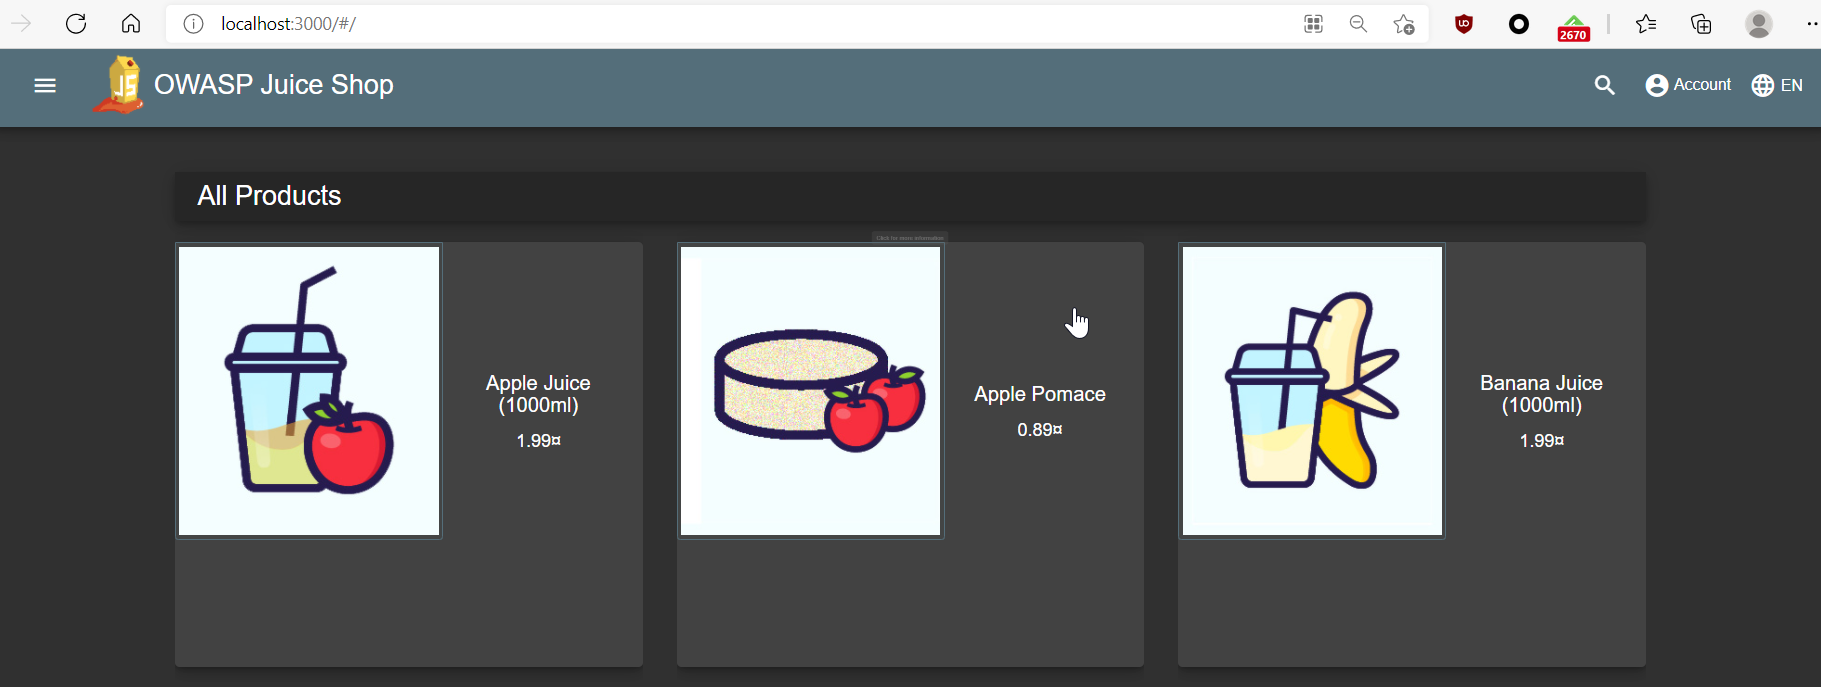 localhost:3000/#/
2670
JS
OWASP Juice Shop
Account
EN
All Products
Click for more information
Apple Juice
(1000ml)
1.99¤
Apple Pomace
0.89¤
Banana Juice
(1000ml)
1.99¤